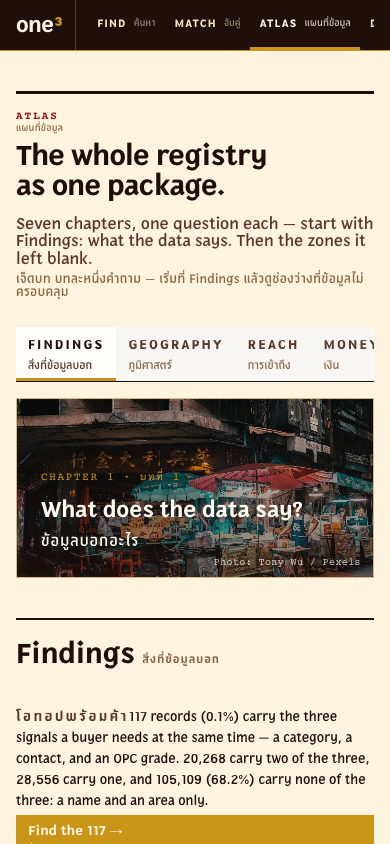 one³
FIND ค้นหา MATCH จับคู่ ATLAS แผนที่ข้อมูล
ATLAS
แผนที่ข้อมูล
The whole registry
as one package.
Seven chapters, one question each — start with
Findings: what the data says. Then the zones it
left blank.
เจ็ดบท บทละหนึ่งคำถาม — เริ่มที่ Findings แล้วดูช่องว่างที่ข้อมูลไม่
ครอบคลุม
FINDINGS GEOGRAPHY REACH MONEY
สิ่งที่ข้อมูลบอก ภูมิศาสตร์ การเข้าถึง เงิน
CHAPTER 1 · บทที่ 1
What does the data say?
ข้อมูลบอกอะไร
Photo: Tony Wu / Pexels
Findings สิ่งที่ข้อมูลบอก
โอทอปพร้อมค้า 117 records (0.1%) carry the three
signals a buyer needs at the same time — a category, a
contact, and an OPC grade. 20,268 carry two of the three,
28,556 carry one, and 105,109 (68.2%) carry none of the
three: a name and an area only.
Find the 117 →